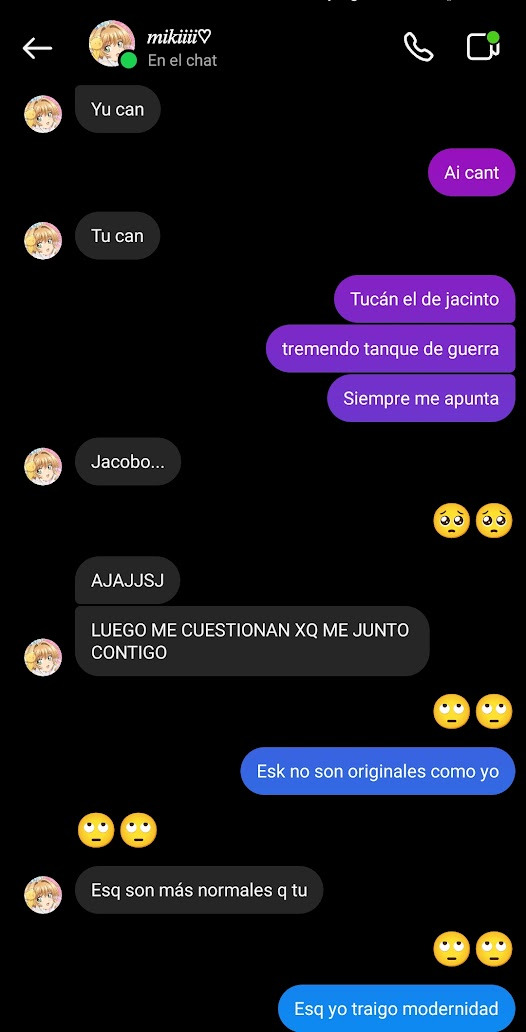 mikiiii♡
En el chat
Yu can
Ai cant
Tu can
Tucán el de jacinto
tremendo tanque de guerra
Siempre me apunta
Jacobo...
🥺🥺
AJAJJSJ
LUEGO ME CUESTIONAN XQ ME JUNTO
CONTIGO
🙄🙄
Esk no son originales como yo
🙄🙄
Esq son más normales q tu
🙄🙄
Esq yo traigo modernidad